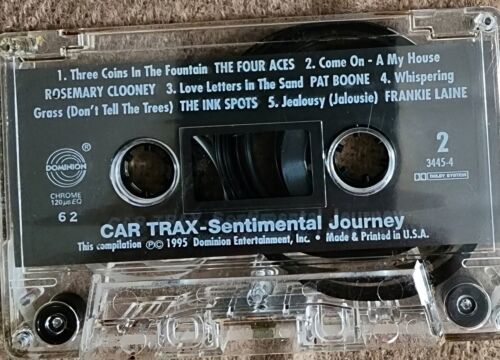 1. Three Coins In The Fountain THE FOUR ACES 2. Come On - A My House
ROSEMARY CLOONEY 3. Love Letters In The Sand PAT BOONE 4. Whispering
Grass (Don't Tell The Trees) THE INK SPOTS 5. Jealousy (Jalousie) FRANKIE LAINE
DOMINION
CHROME
120 µs EQ
62
2
3445-4
DOLBY SYSTEM
CAR TRAX-Sentimental Journey
This compilation ℗© 1995 Dominion Entertainment, Inc. • Made & Printed in U.S.A.